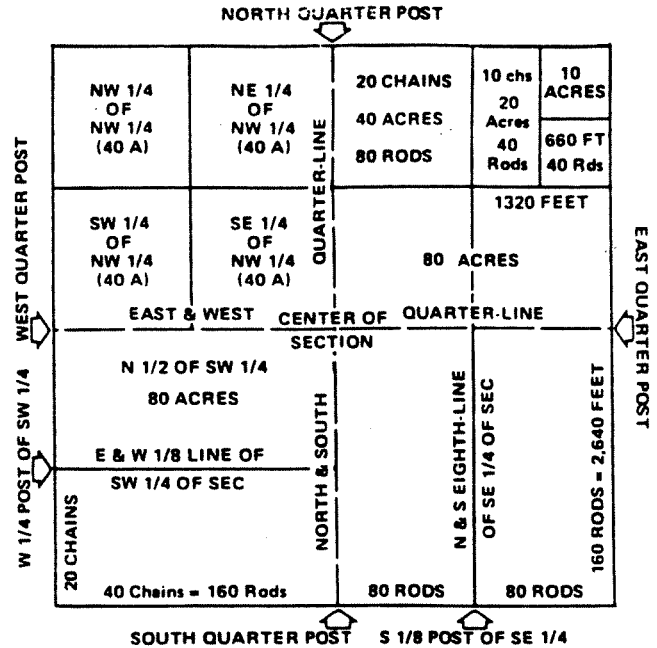 NORTH QUARTER POST
NW 1/4
OF
NW 1/4
(40 A)
NE 1/4
OF
NW 1/4
(40 A)
20 CHAINS
40 ACRES
80 RODS
10 chs
20
Acres
40
Rods
10
ACRES
660 FT
40 Rds
QUARTER-LINE
WEST QUARTER POST
SW 1/4
OF
NW 1/4
(40 A)
SE 1/4
OF
NW 1/4
(40 A)
1320 FEET
80 ACRES
EAST QUARTER POST
EAST & WEST CENTER OF QUARTER-LINE
SECTION
N 1/2 OF SW 1/4
80 ACRES
W 1/4 POST OF SW 1/4
E & W 1/8 LINE OF
SW 1/4 OF SEC
NORTH & SOUTH
N & S EIGHTH-LINE
OF SE 1/4 OF SEC
160 RODS = 2,640 FEET
20 CHAINS
40 Chains = 160 Rods
80 RODS
80 RODS
SOUTH QUARTER POST
S 1/8 POST OF SE 1/4